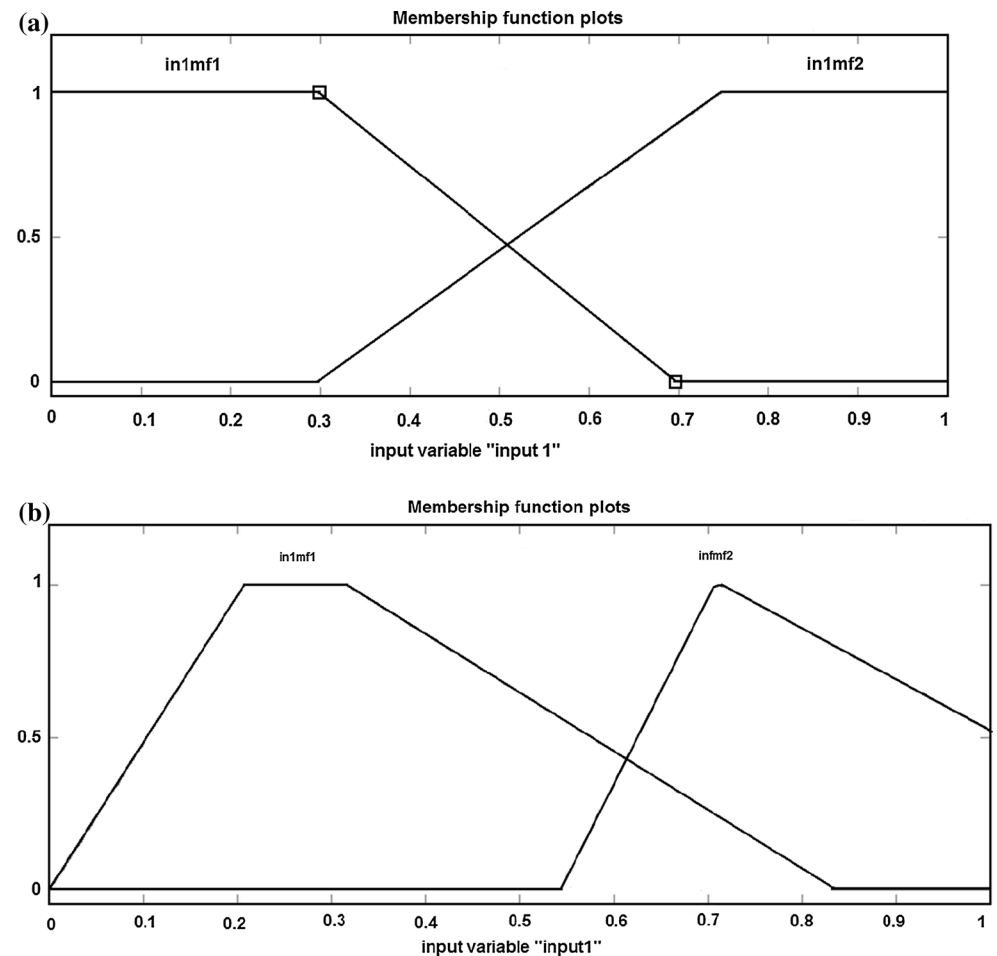 (a)
Membership function plots
in1mf1
in1mf2
1
0.5
0
0 0.1 0.2 0.3 0.4 0.5 0.6 0.7 0.8 0.9 1
input variable "input 1"
(b)
Membership function plots
in1mf1
infmf2
1
0.5
0
0 0.1 0.2 0.3 0.4 0.5 0.6 0.7 0.8 0.9 1
input variable "input1"